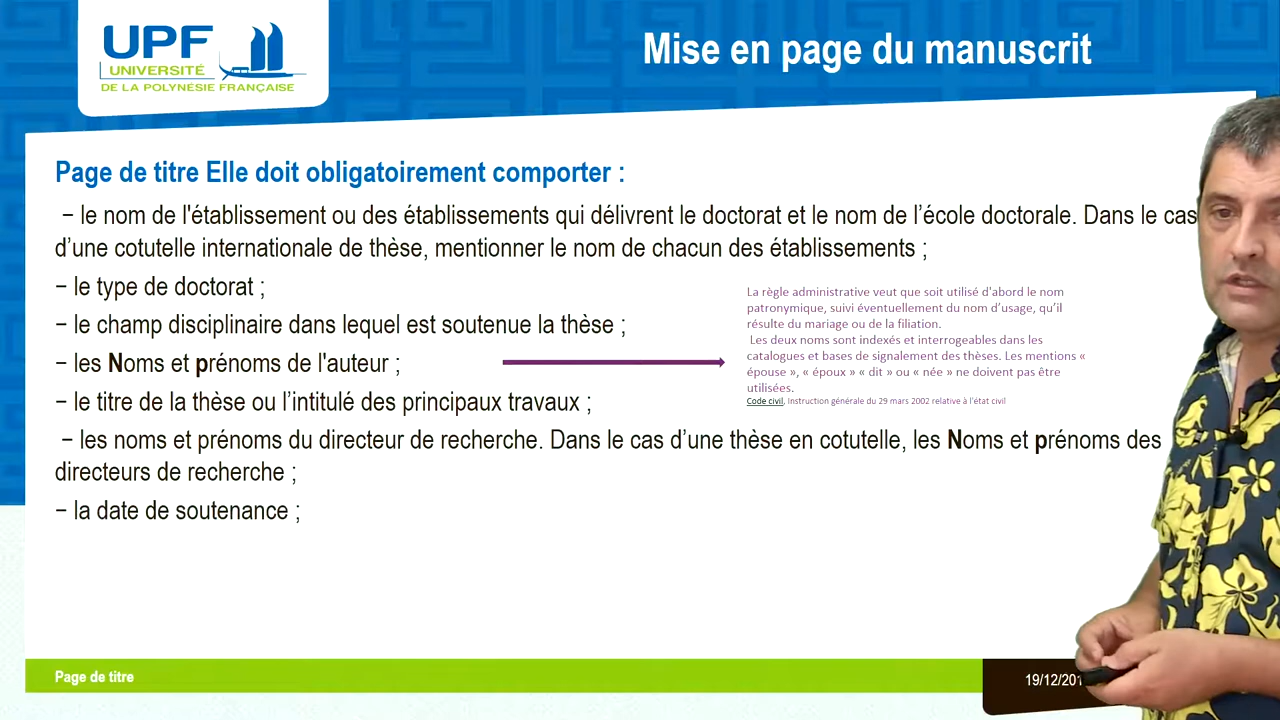 UPF
UNIVERSITÉ
DE LA POLYNÉSIE FRANÇAISE
Mise en page du manuscrit
Page de titre Elle doit obligatoirement comporter :
− le nom de l'établissement ou des établissements qui délivrent le doctorat et le nom de l’école doctorale. Dans le cas
d’une cotutelle internationale de thèse, mentionner le nom de chacun des établissements ;
− le type de doctorat ;
− le champ disciplinaire dans lequel est soutenue la thèse ;
− les Noms et prénoms de l'auteur ;
La règle administrative veut que soit utilisé d'abord le nom
patronymique, suivi éventuellement du nom d’usage, qu’il
résulte du mariage ou de la filiation.
Les deux noms sont indexés et interrogeables dans les
catalogues et bases de signalement des thèses. Les mentions «
épouse », « époux » « dit » ou « née » ne doivent pas être
utilisées.
Code civil, Instruction générale du 29 mars 2002 relative à l'état civil
− le titre de la thèse ou l’intitulé des principaux travaux ;
− les noms et prénoms du directeur de recherche. Dans le cas d’une thèse en cotutelle, les Noms et prénoms des
directeurs de recherche ;
− la date de soutenance ;
Page de titre